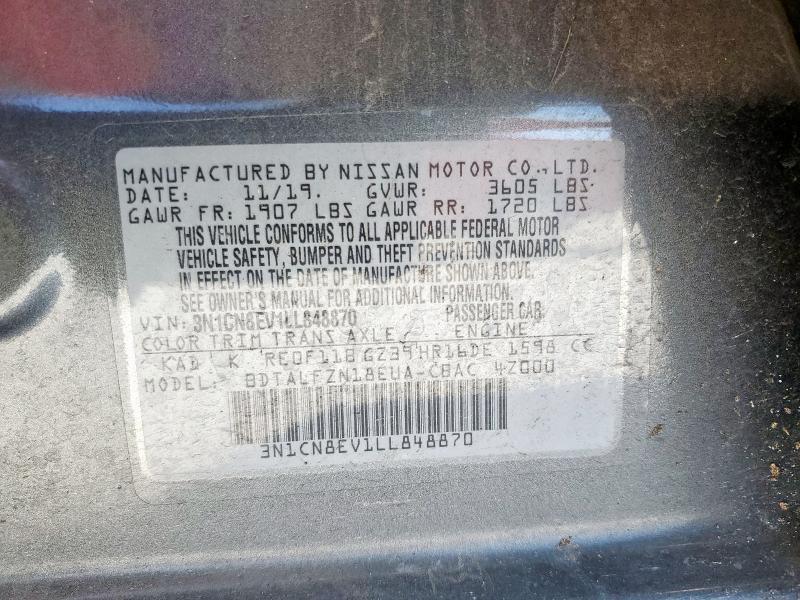 MANUFACTURED BY NISSAN MOTOR CO., LTD.
DATE: 11/19. GVWR: 3605 LBS
GAWR FR: 1907 LBS GAWR RR: 1720 LBS
THIS VEHICLE CONFORMS TO ALL APPLICABLE FEDERAL MOTOR
VEHICLE SAFETY, BUMPER AND THEFT PREVENTION STANDARDS
IN EFFECT ON THE DATE OF MANUFACTURE SHOWN ABOVE.
SEE OWNER'S MANUAL FOR ADDITIONAL INFORMATION.
VIN: 3N1CN8EV1LL848870 PASSENGER CAR
COLOR TRIM TRANS AXLE ENGINE
KAD K RE0F11B GZ39 HR16DE 1598 CC
MODEL: BDTALFZN18EUA-CBAC 4Z000
3N1CN8EV1LL848870